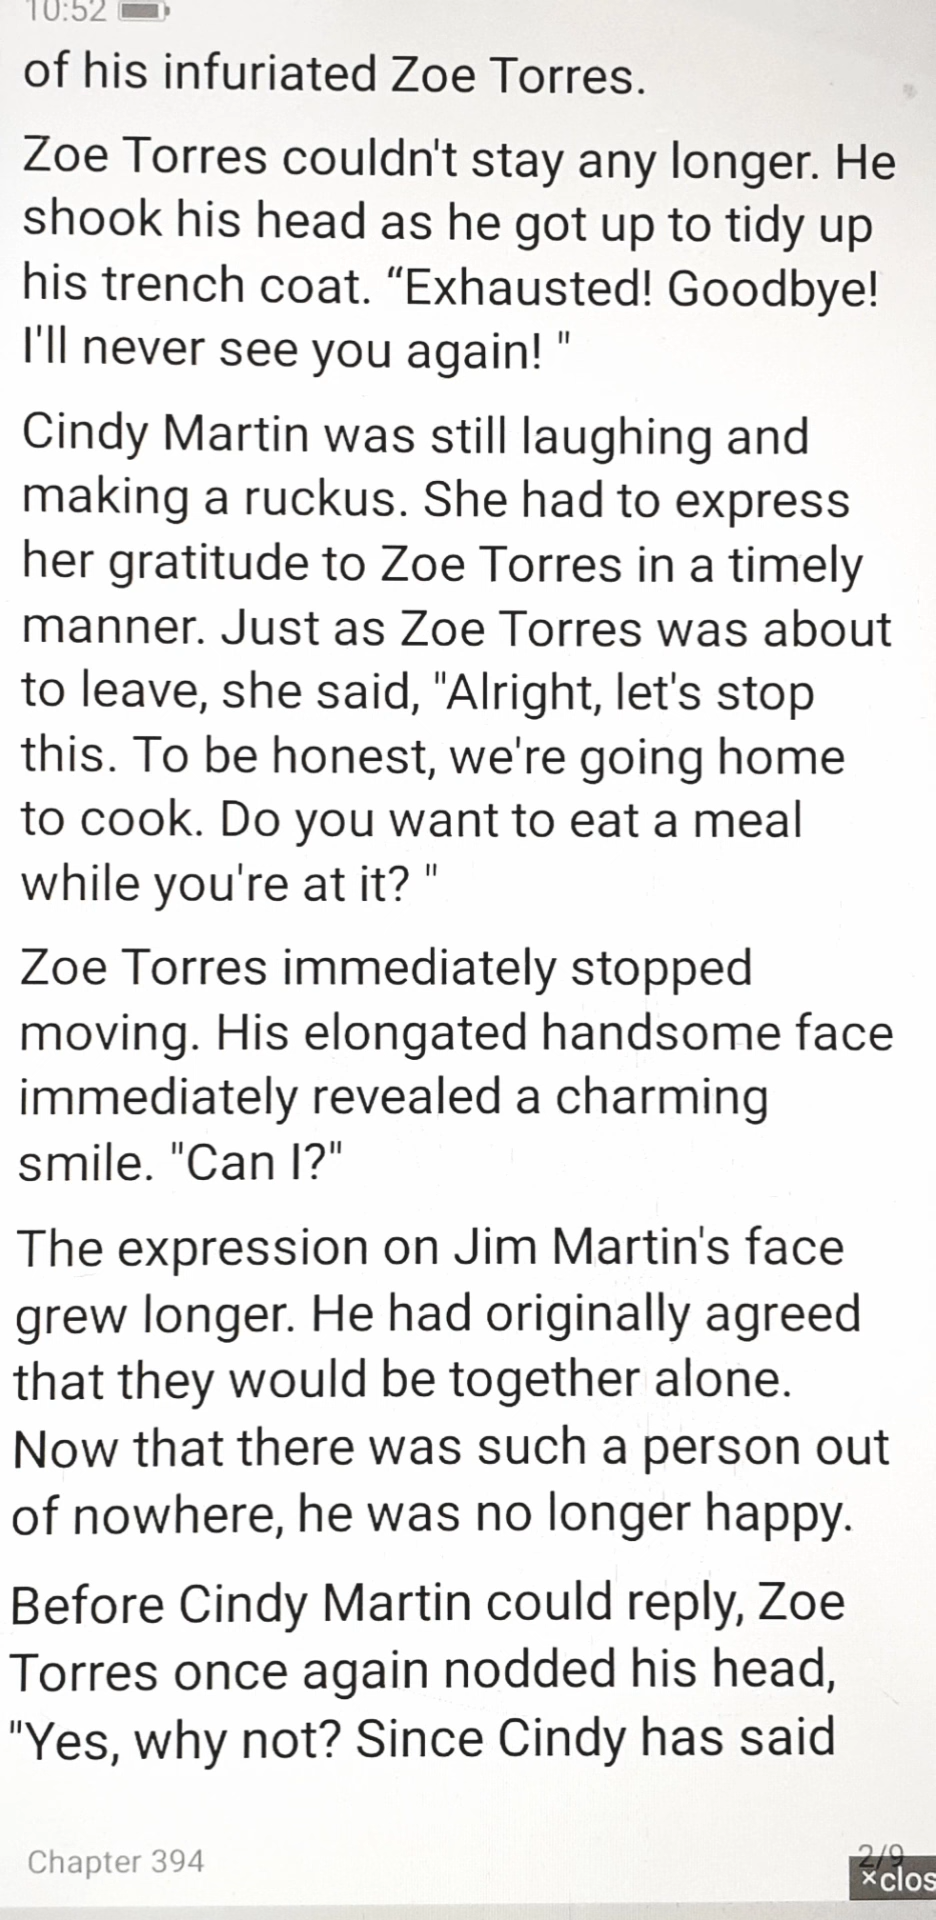 10:52
of his infuriated Zoe Torres.
Zoe Torres couldn't stay any longer. He
shook his head as he got up to tidy up
his trench coat. “Exhausted! Goodbye!
I'll never see you again! "
Cindy Martin was still laughing and
making a ruckus. She had to express
her gratitude to Zoe Torres in a timely
manner. Just as Zoe Torres was about
to leave, she said, "Alright, let's stop
this. To be honest, we're going home
to cook. Do you want to eat a meal
while you're at it? "
Zoe Torres immediately stopped
moving. His elongated handsome face
immediately revealed a charming
smile. "Can I?"
The expression on Jim Martin's face
grew longer. He had originally agreed
that they would be together alone.
Now that there was such a person out
of nowhere, he was no longer happy.
Before Cindy Martin could reply, Zoe
Torres once again nodded his head,
"Yes, why not? Since Cindy has said
Chapter 394
2/9
×clos